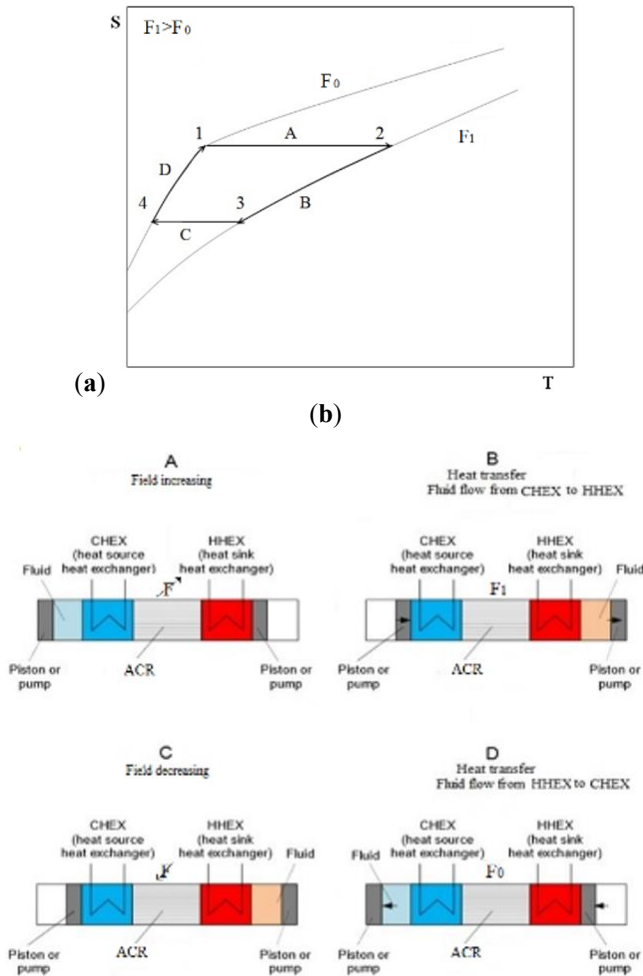 S
F1>F0
F0
1
A
2
F1
D
4
3
B
C
(a)
T
(b)
A
Field increasing
CHEX
(heat source
heat exchanger)
F
HHEX
(heat sink
heat exchanger)
Fluid
Piston or
pump
ACR
Piston or
pump
B
Heat transfer
Fluid flow from CHEX to HHEX
CHEX
(heat source
heat exchanger)
F1
HHEX
(heat sink
heat exchanger)
Fluid
Piston or
pump
ACR
Piston or
pump
C
Field decreasing
CHEX
(heat source
heat exchanger)
F
HHEX
(heat sink
heat exchanger)
Fluid
Piston or
pump
ACR
Piston or
pump
D
Heat transfer
Fluid flow from HHEX to CHEX
CHEX
(heat source
heat exchanger)
F0
HHEX
(heat sink
heat exchanger)
Fluid
Piston or
pump
ACR
Piston or
pump